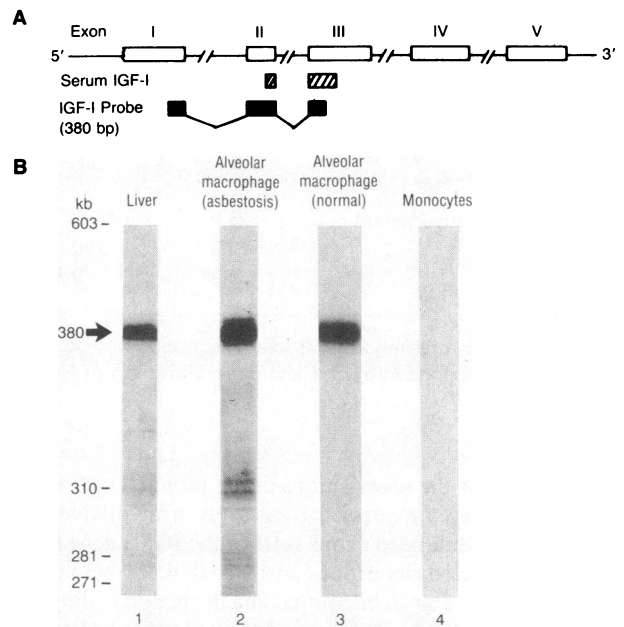 A
Exon I II III IV V
5′ 3′
Serum IGF-I
IGF-I Probe
(380 bp)
B
kb Liver Alveolar macrophage (asbestosis) Alveolar macrophage (normal) Monocytes
603
380
310
281
271
1 2 3 4